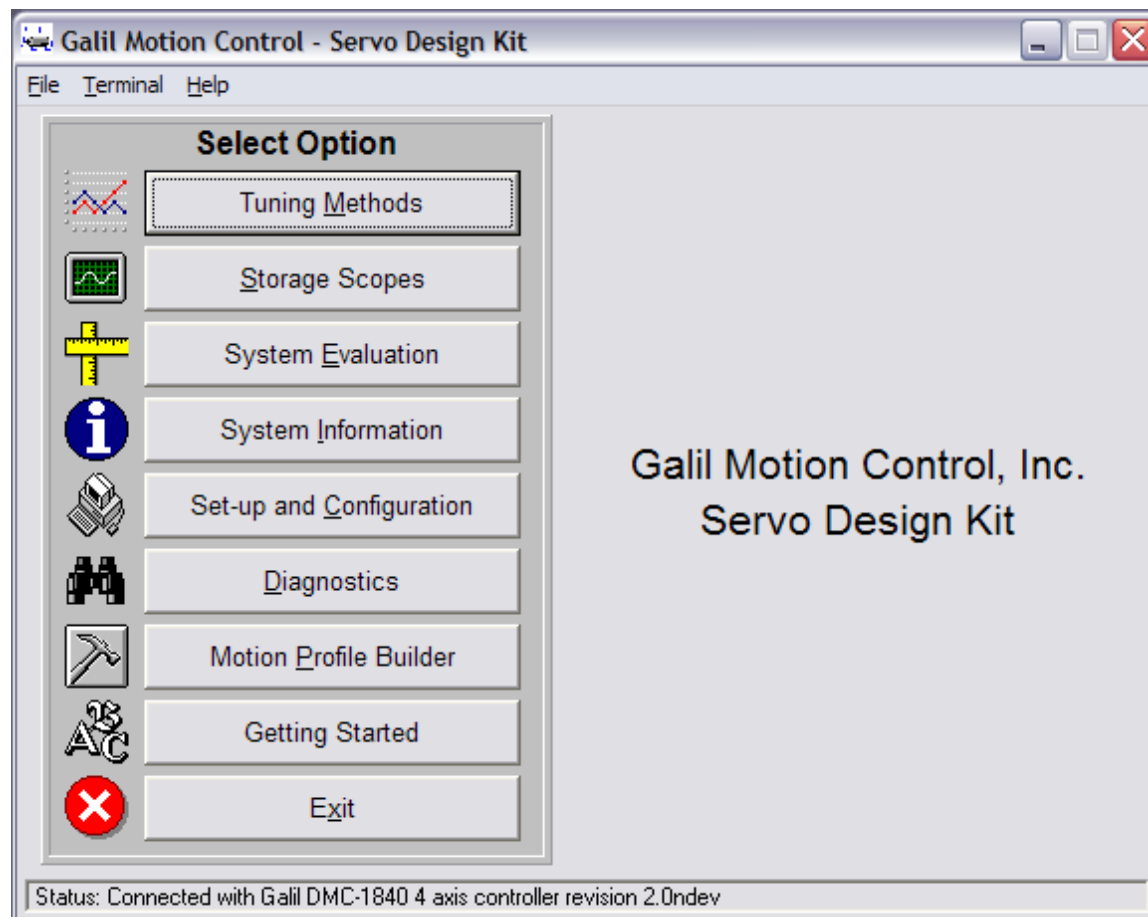 Galil Motion Control - Servo Design Kit
File Terminal Help
Select Option
Tuning Methods
Storage Scopes
System Evaluation
System Information
Set-up and Configuration
Diagnostics
Motion Profile Builder
Getting Started
Exit
Galil Motion Control, Inc.
Servo Design Kit
Status: Connected with Galil DMC-1840 4 axis controller revision 2.0ndev